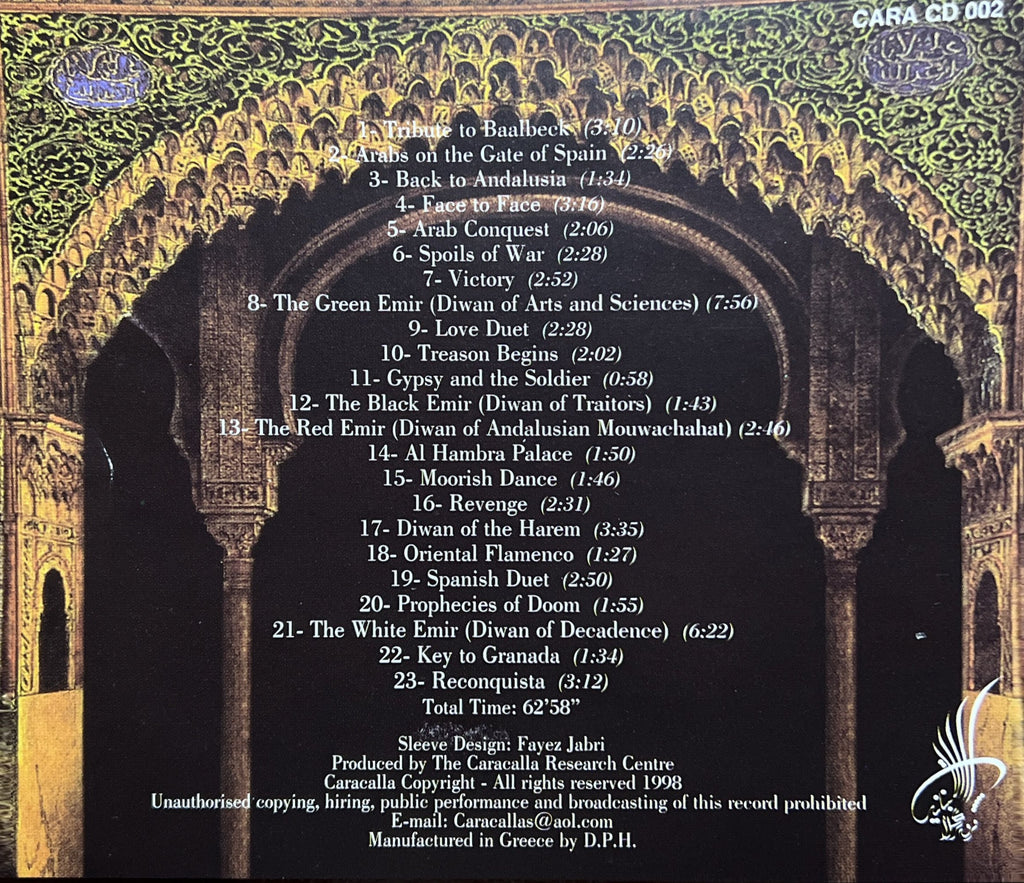 CARA CD 002
1- Tribute to Baalbeck (3:10)
2- Arabs on the Gate of Spain (2:26)
3- Back to Andalusia (1:34)
4- Face to Face (3:16)
5- Arab Conquest (2:06)
6- Spoils of War (2:28)
7- Victory (2:52)
8- The Green Emir (Diwan of Arts and Sciences) (7:56)
9- Love Duet (2:28)
10- Treason Begins (2:02)
11- Gypsy and the Soldier (0:58)
12- The Black Emir (Diwan of Traitors) (1:43)
13- The Red Emir (Diwan of Andalusian Mouwachahat) (2:46)
14- Al Hambra Palace (1:50)
15- Moorish Dance (1:46)
16- Revenge (2:31)
17- Diwan of the Harem (3:35)
18- Oriental Flamenco (1:27)
19- Spanish Duet (2:50)
20- Prophecies of Doom (1:55)
21- The White Emir (Diwan of Decadence) (6:22)
22- Key to Granada (1:34)
23- Reconquista (3:12)
Total Time: 62'58"
Sleeve Design: Fayez Jabri
Produced by The Caracalla Research Centre
Caracalla Copyright - All rights reserved 1998
Unauthorised copying, hiring, public performance and broadcasting of this record prohibited
E-mail: Caracallas@aol.com
Manufactured in Greece by D.P.H.